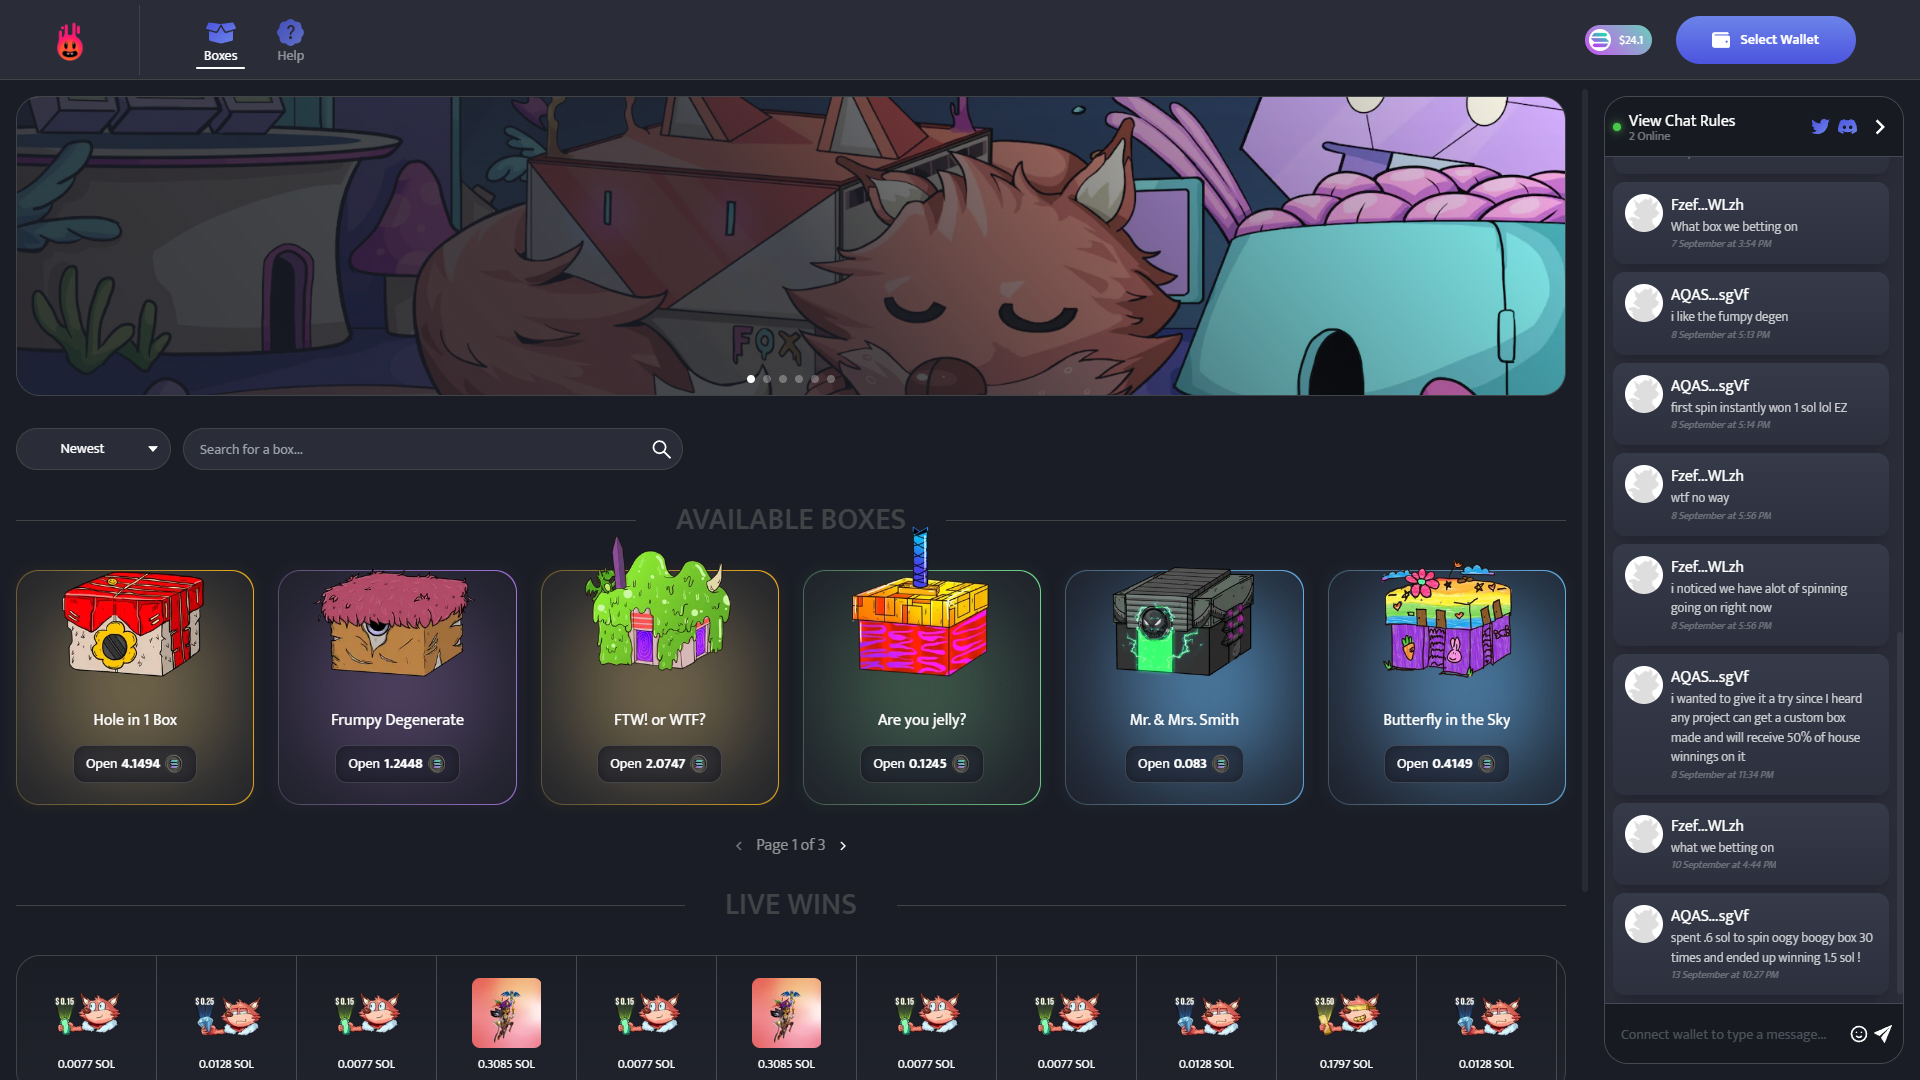 Boxes
Help
$24.1
Select Wallet
FOX
Newest
Search for a box...
AVAILABLE BOXES
Hole in 1 Box
Open 4.1494
Frumpy Degenerate
Open 1.2448
FTW! or WTF?
Open 2.0747
Are you jelly?
Open 0.1245
Mr. & Mrs. Smith
Open 0.083
Butterfly in the Sky
Open 0.4149
Page 1 of 3
LIVE WINS
$0.15
0.0077 SOL
$0.25
0.0128 SOL
$0.15
0.0077 SOL
0.3085 SOL
$0.15
0.0077 SOL
0.3085 SOL
$0.15
0.0077 SOL
$0.15
0.0077 SOL
$0.25
0.0128 SOL
$3.50
0.1797 SOL
$0.25
0.0128 SOL
View Chat Rules
2 Online
Fzef...WLzh
What box we betting on
7 September at 3:54 PM
AQAS...sgVf
i like the fumpy degen
8 September at 5:13 PM
AQAS...sgVf
first spin instantly won 1 sol lol EZ
8 September at 5:14 PM
Fzef...WLzh
wtf no way
8 September at 5:56 PM
Fzef...WLzh
i noticed we have alot of spinning
going on right now
8 September at 5:56 PM
AQAS...sgVf
i wanted to give it a try since I heard
any project can get a custom box
made and will receive 50% of house
winnings on it
8 September at 11:34 PM
Fzef...WLzh
what we betting on
10 September at 4:44 PM
AQAS...sgVf
spent .6 sol to spin oogy boogy box 30
times and ended up winning 1.5 sol !
13 September at 10:27 PM
Connect wallet to type a message...